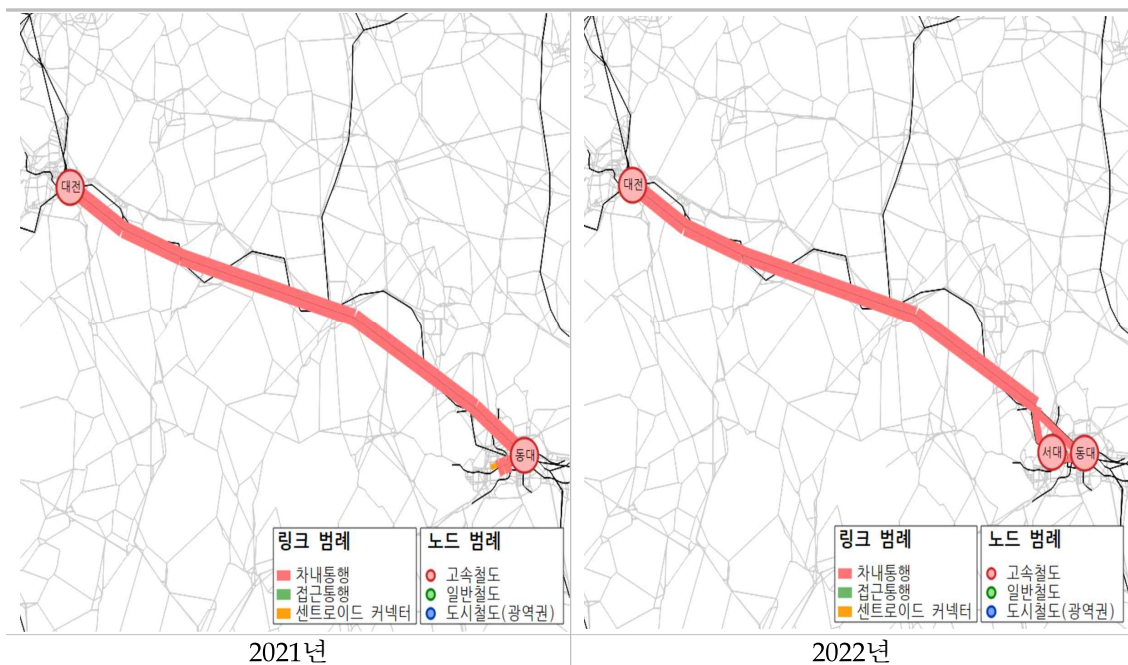 대전
동대
링크 범례
차내통행
접근통행
센트로이드 커넥터
노드 범례
고속철도
일반철도
도시철도(광역권)
2021년
대전
서대
동대
링크 범례
차내통행
접근통행
센트로이드 커넥터
노드 범례
고속철도
일반철도
도시철도(광역권)
2022년